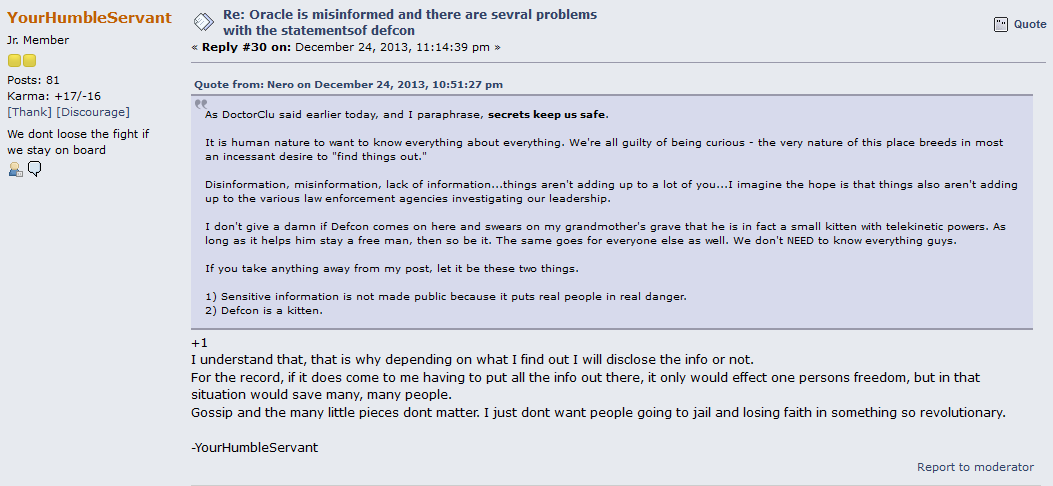 YourHumbleServant
Jr. Member
Posts: 81
Karma: +17/-16
[Thank] [Discourage]
We dont loose the fight if
we stay on board
Re: Oracle is misinformed and there are sevral problems
with the statementsof defcon
« Reply #30 on: December 24, 2013, 11:14:39 pm »
Quote
Quote from: Nero on December 24, 2013, 10:51:27 pm
As DoctorClu said earlier today, and I paraphrase, secrets keep us safe.
It is human nature to want to know everything about everything. We're all guilty of being curious - the very nature of this place breeds in most
an incessant desire to "find things out."
Disinformation, misinformation, lack of information...things aren't adding up to a lot of you...I imagine the hope is that things also aren't adding
up to the various law enforcement agencies investigating our leadership.
I don't give a damn if Defcon comes on here and swears on my grandmother's grave that he is in fact a small kitten with telekinetic powers. As
long as it helps him stay a free man, then so be it. The same goes for everyone else as well. We don't NEED to know everything guys.
If you take anything away from my post, let it be these two things.
1) Sensitive information is not made public because it puts real people in real danger.
2) Defcon is a kitten.
+1
I understand that, that is why depending on what I find out I will disclose the info or not.
For the record, if it does come to me having to put all the info out there, it only would effect one persons freedom, but in that
situation would save many, many people.
Gossip and the many little pieces dont matter. I just dont want people going to jail and losing faith in something so revolutionary.
-YourHumbleServant
Report to moderator